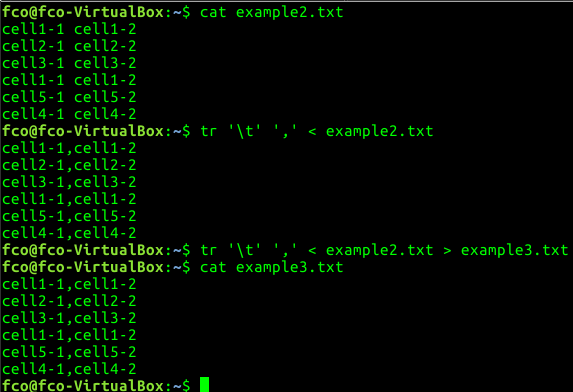 fco@fco-VirtualBox:~$ cat example2.txt
cell1-1 cell1-2
cell2-1 cell2-2
cell3-1 cell3-2
cell1-1 cell1-2
cell5-1 cell5-2
cell4-1 cell4-2
fco@fco-VirtualBox:~$ tr '\t' ',' < example2.txt
cell1-1,cell1-2
cell2-1,cell2-2
cell3-1,cell3-2
cell1-1,cell1-2
cell5-1,cell5-2
cell4-1,cell4-2
fco@fco-VirtualBox:~$ tr '\t' ',' < example2.txt > example3.txt
fco@fco-VirtualBox:~$ cat example3.txt
cell1-1,cell1-2
cell2-1,cell2-2
cell3-1,cell3-2
cell1-1,cell1-2
cell5-1,cell5-2
cell4-1,cell4-2
fco@fco-VirtualBox:~$